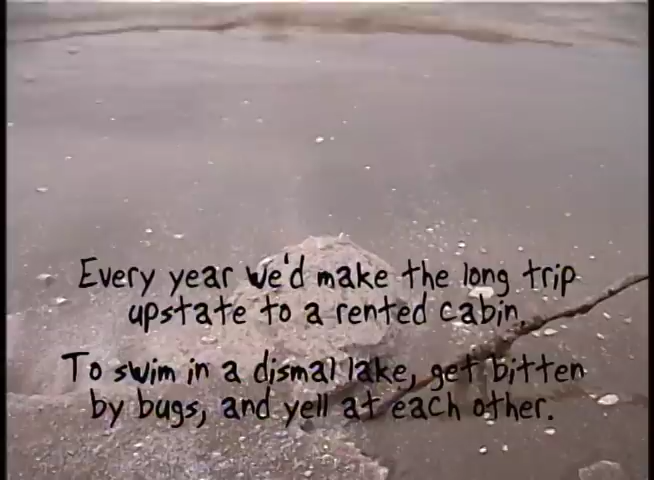 Every year we'd make the long trip
upstate to a rented cabin.
To swim in a dismal lake, get bitten
by bugs, and yell at each other.